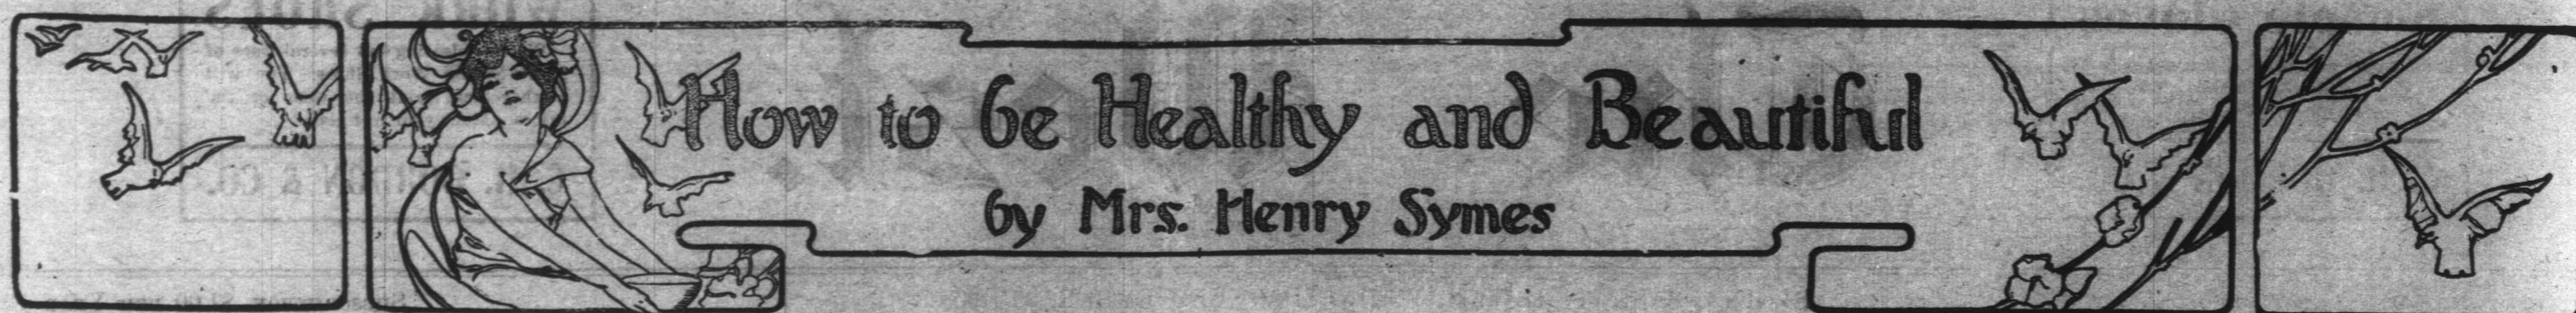 How to be Healthy and Beautiful
by Mrs. Henry Symes